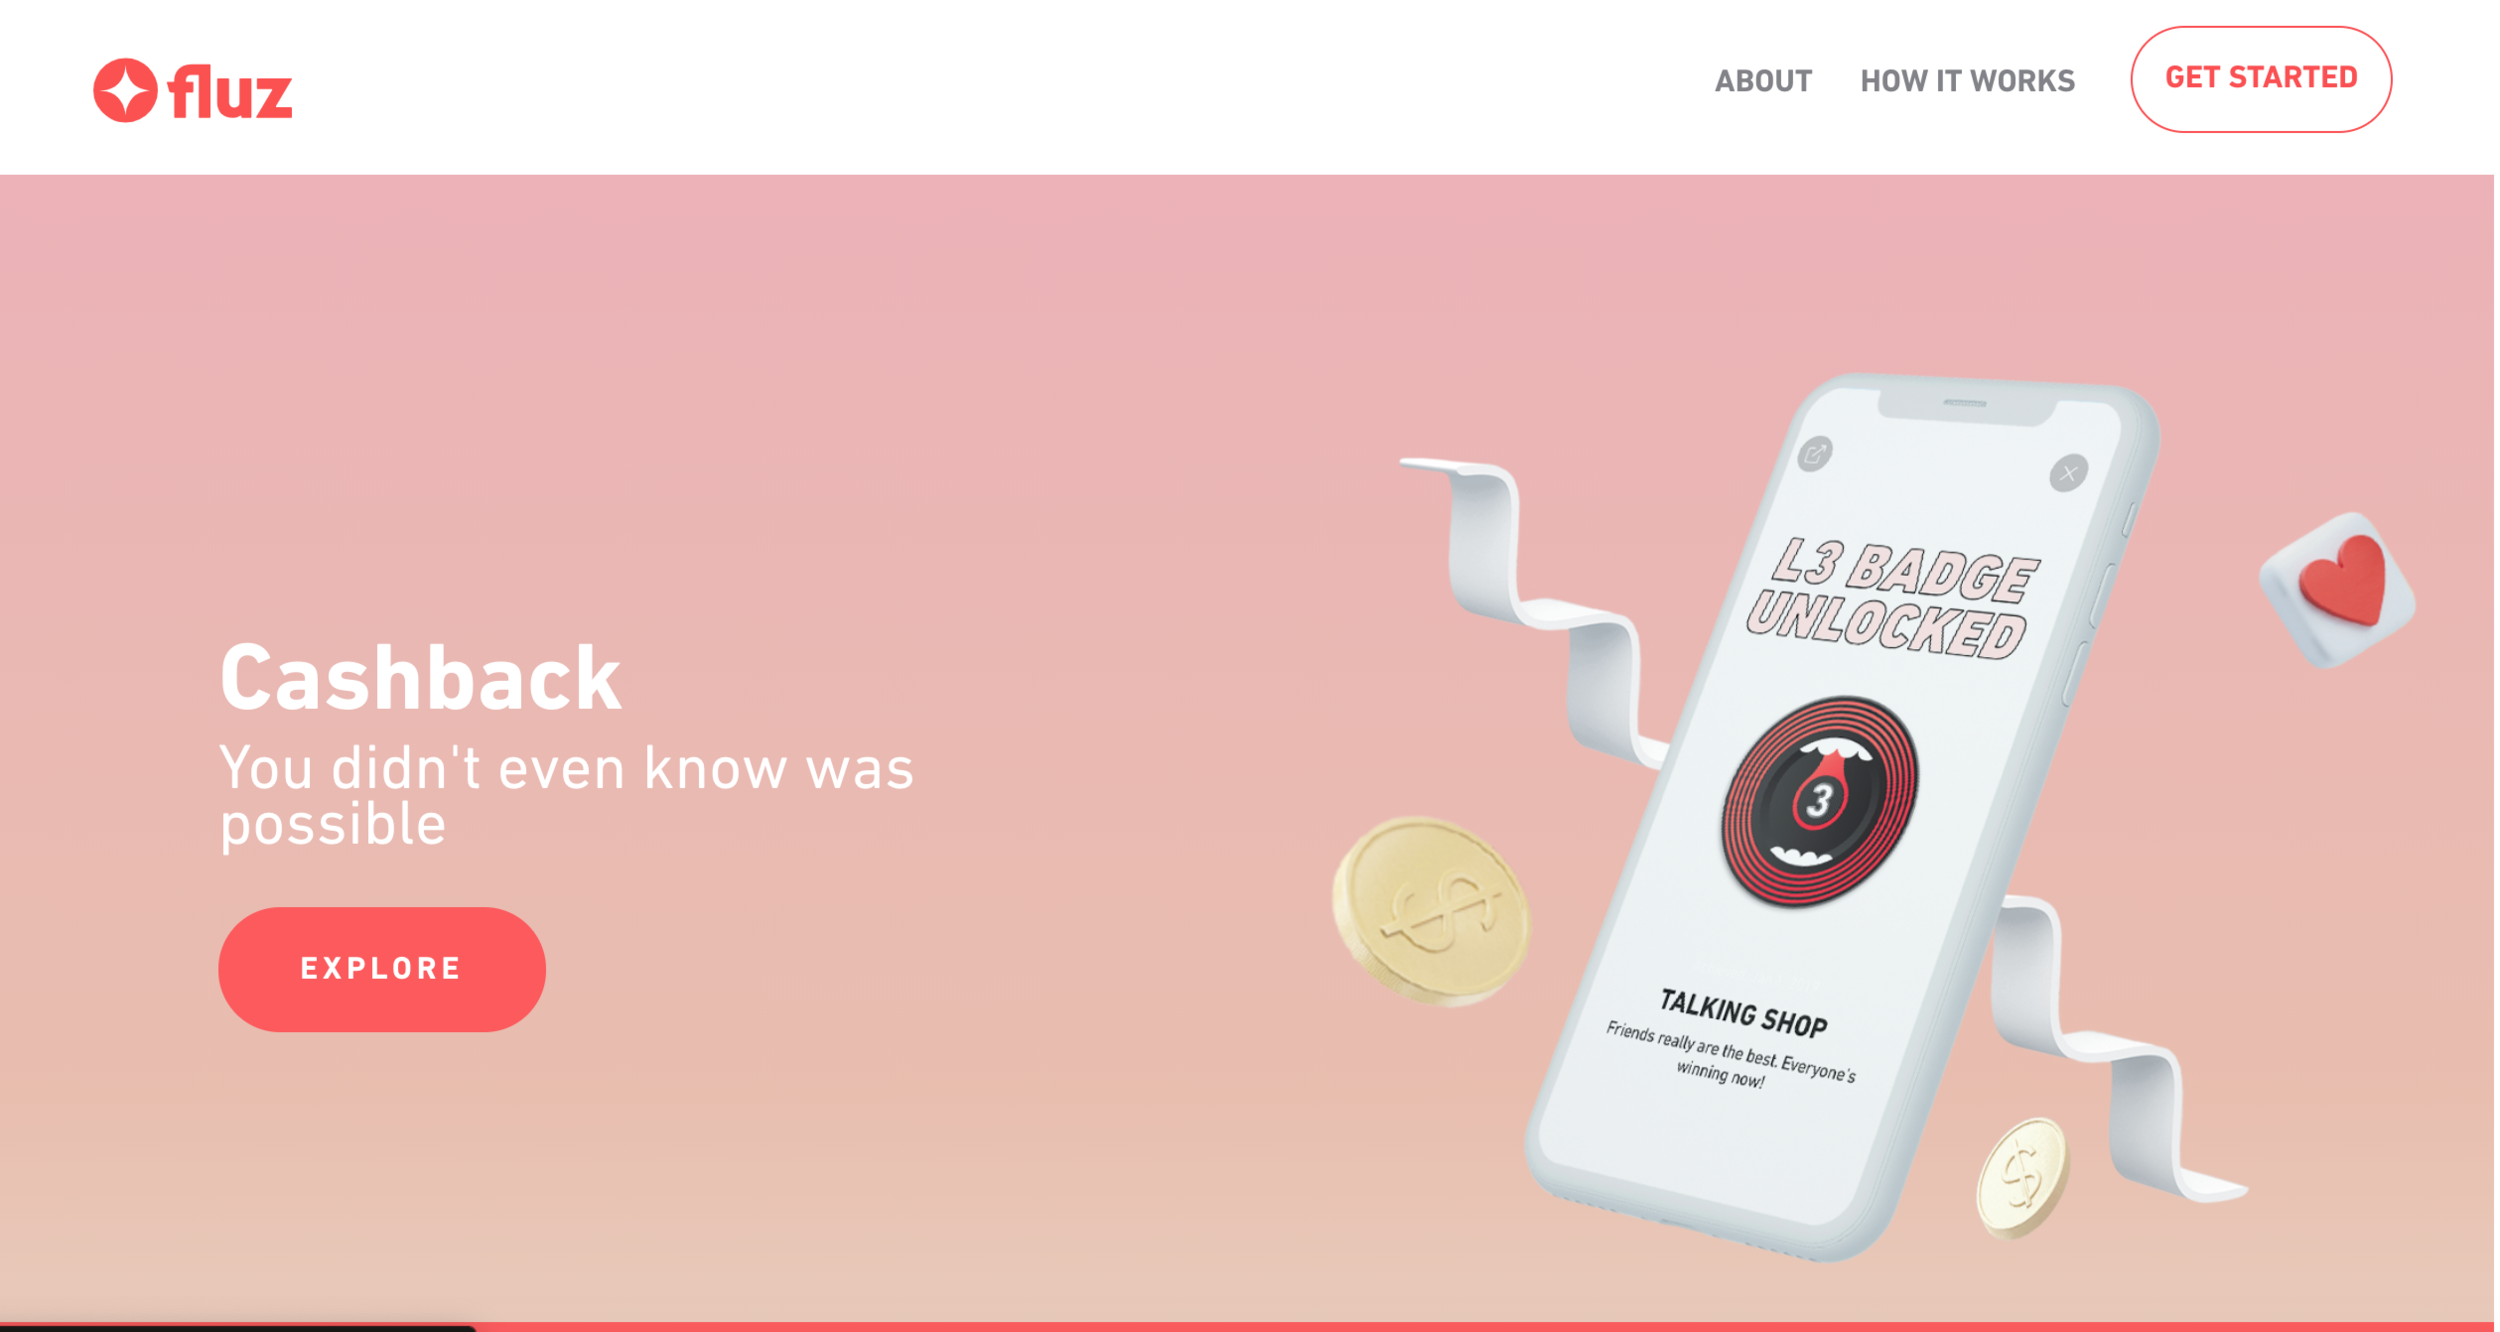 fluz
ABOUT
HOW IT WORKS
GET STARTED
Cashback
You didn't even know was
possible
EXPLORE
L3 BADGE
UNLOCKED
3
TALKING SHOP
Friends really are the best. Everyone's
winning now!
$
$